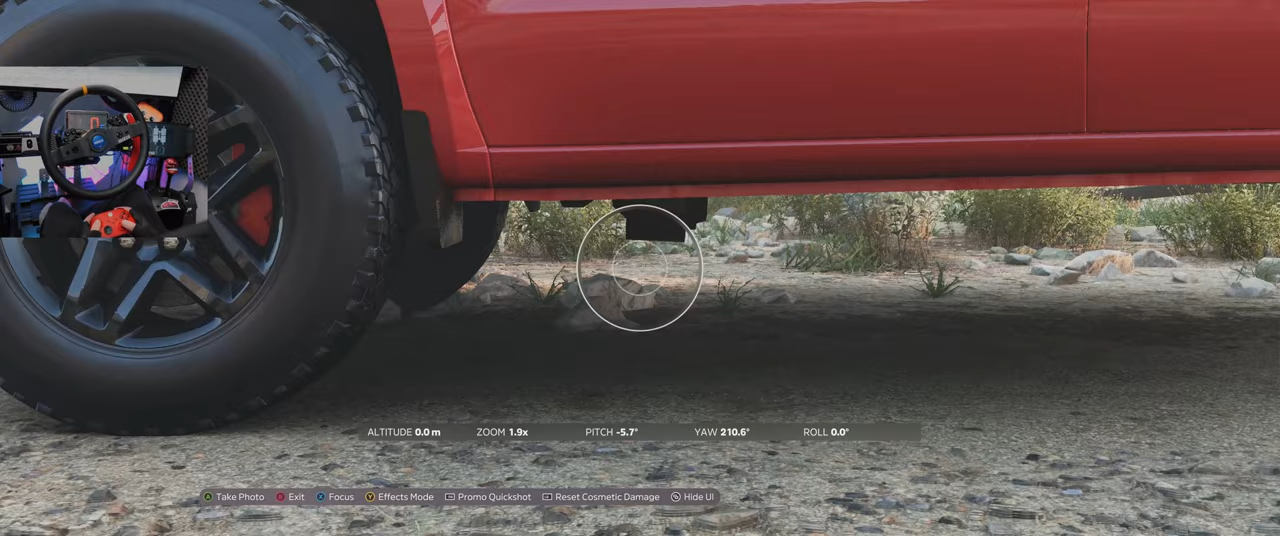 ALTITUDE 0.0 m ZOOM 1.9x PITCH -5.7° YAW 210.6° ROLL 0.0°
A Take Photo B Exit X Focus Y Effects Mode Promo Quickshot Reset Cosmetic Damage Hide UI